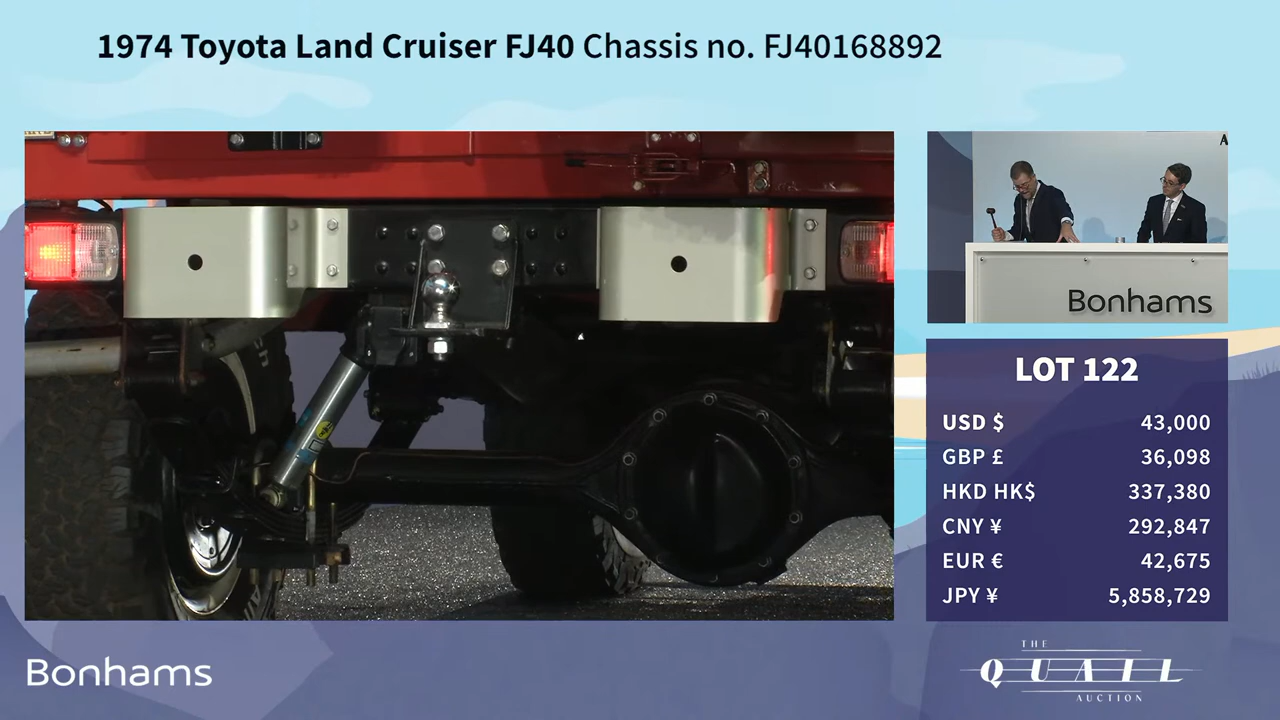 1974 Toyota Land Cruiser FJ40 Chassis no. FJ40168892
A
Bonhams
LOT 122
USD $ 43,000
GBP £ 36,098
HKD HK$ 337,380
CNY ¥ 292,847
EUR € 42,675
JPY ¥ 5,858,729
Bonhams
THE
QUAIL
AUCTION